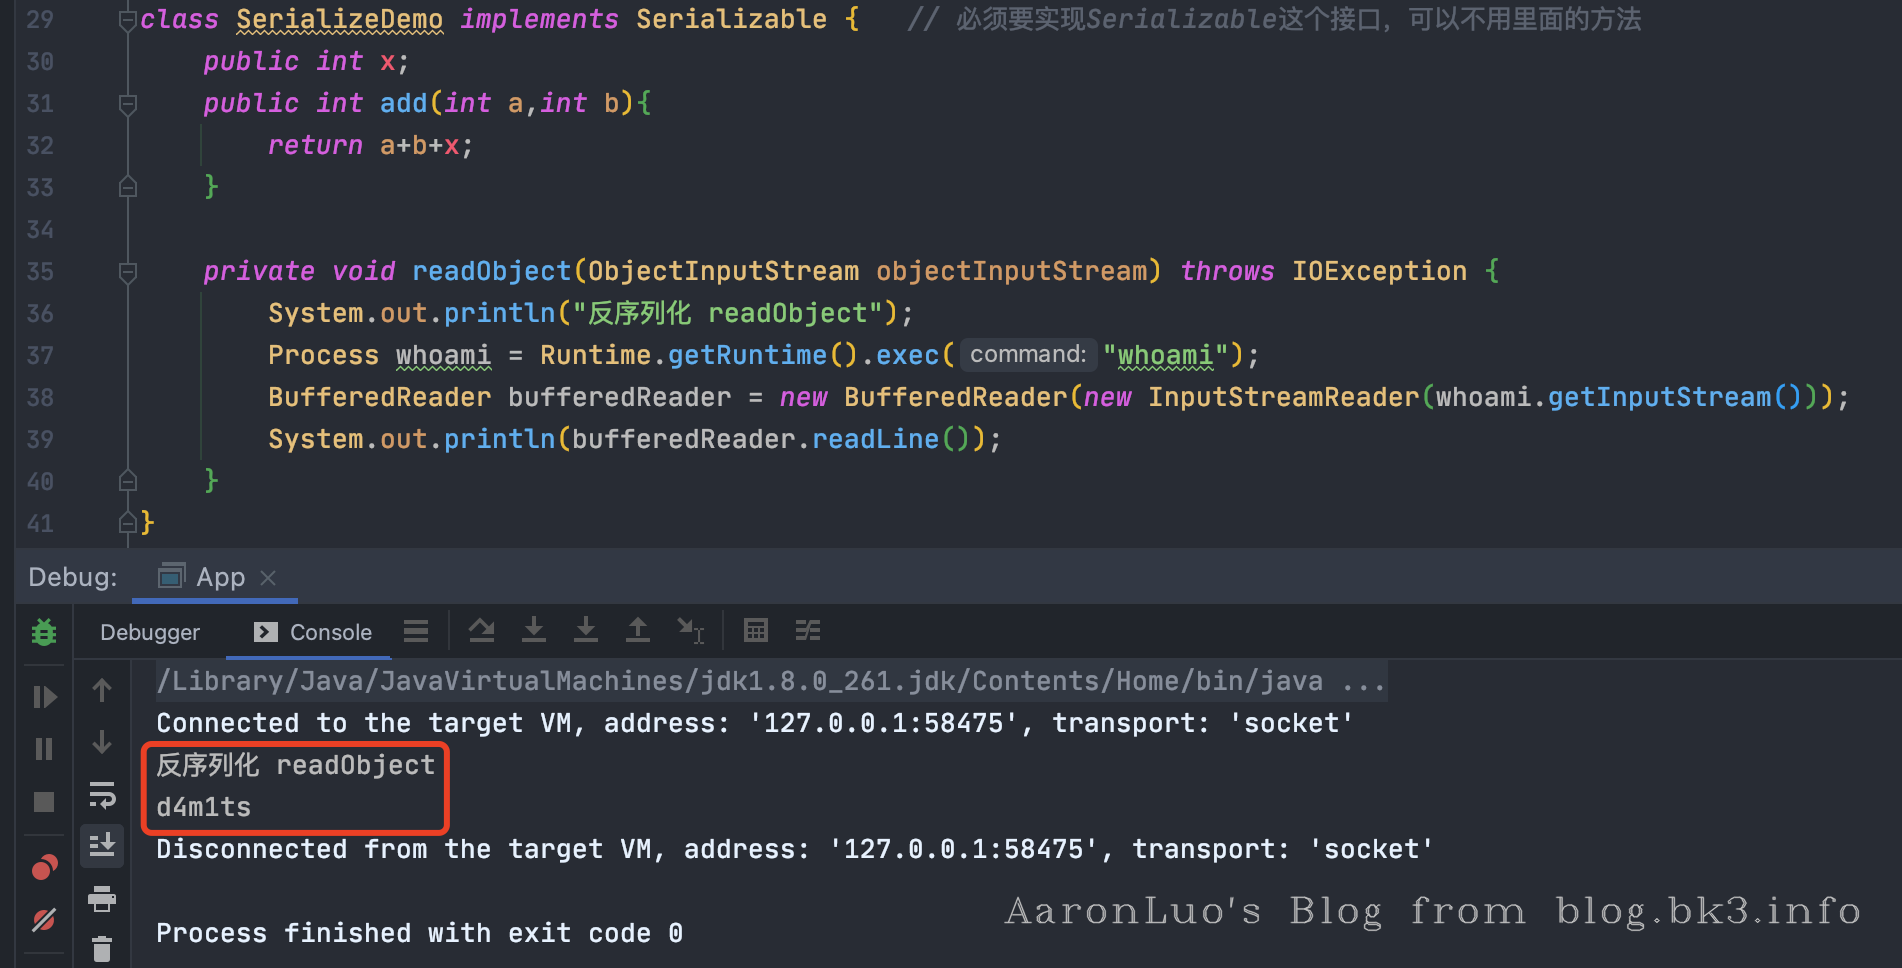 29 class SerializeDemo implements Serializable { // 必须要实现Serializable这个接口，可以不用里面的方法
30 public int x;
31 public int add(int a,int b){
32 return a+b+x;
33 }
34
35 private void readObject(ObjectInputStream objectInputStream) throws IOException {
36 System.out.println("反序列化 readObject");
37 Process whoami = Runtime.getRuntime().exec( command: "whoami");
38 BufferedReader bufferedReader = new BufferedReader(new InputStreamReader(whoami.getInputStream()));
39 System.out.println(bufferedReader.readLine());
40 }
41 }
Debug: App
Debugger Console
/Library/Java/JavaVirtualMachines/jdk1.8.0_261.jdk/Contents/Home/bin/java ...
Connected to the target VM, address: '127.0.0.1:58475', transport: 'socket'
反序列化 readObject
d4m1ts
Disconnected from the target VM, address: '127.0.0.1:58475', transport: 'socket'
Process finished with exit code 0
AaronLuo's Blog from blog.bk3.info